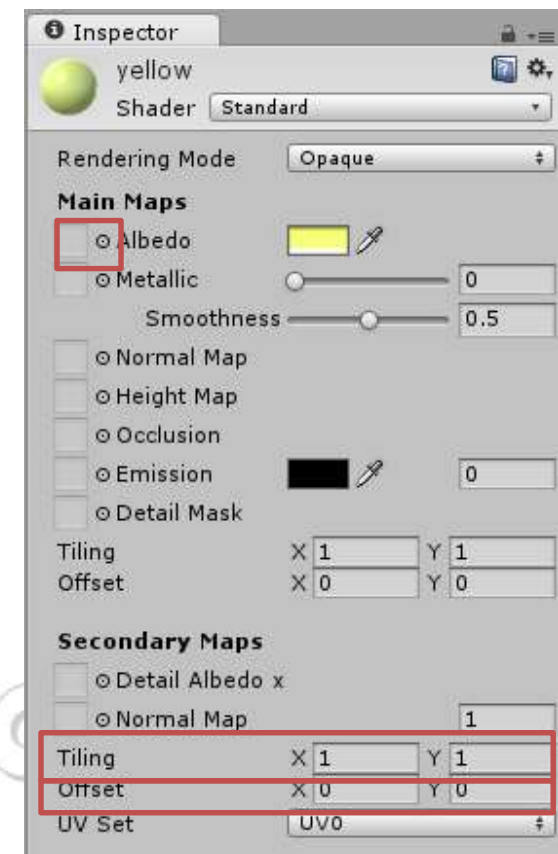 Inspector
yellow
Shader Standard
Rendering Mode Opaque
Main Maps
Albedo
Metallic 0
Smoothness 0.5
Normal Map
Height Map
Occlusion
Emission 0
Detail Mask
Tiling X 1 Y 1
Offset X 0 Y 0
Secondary Maps
Detail Albedo x
Normal Map 1
Tiling X 1 Y 1
Offset X 0 Y 0
UV Set UV0